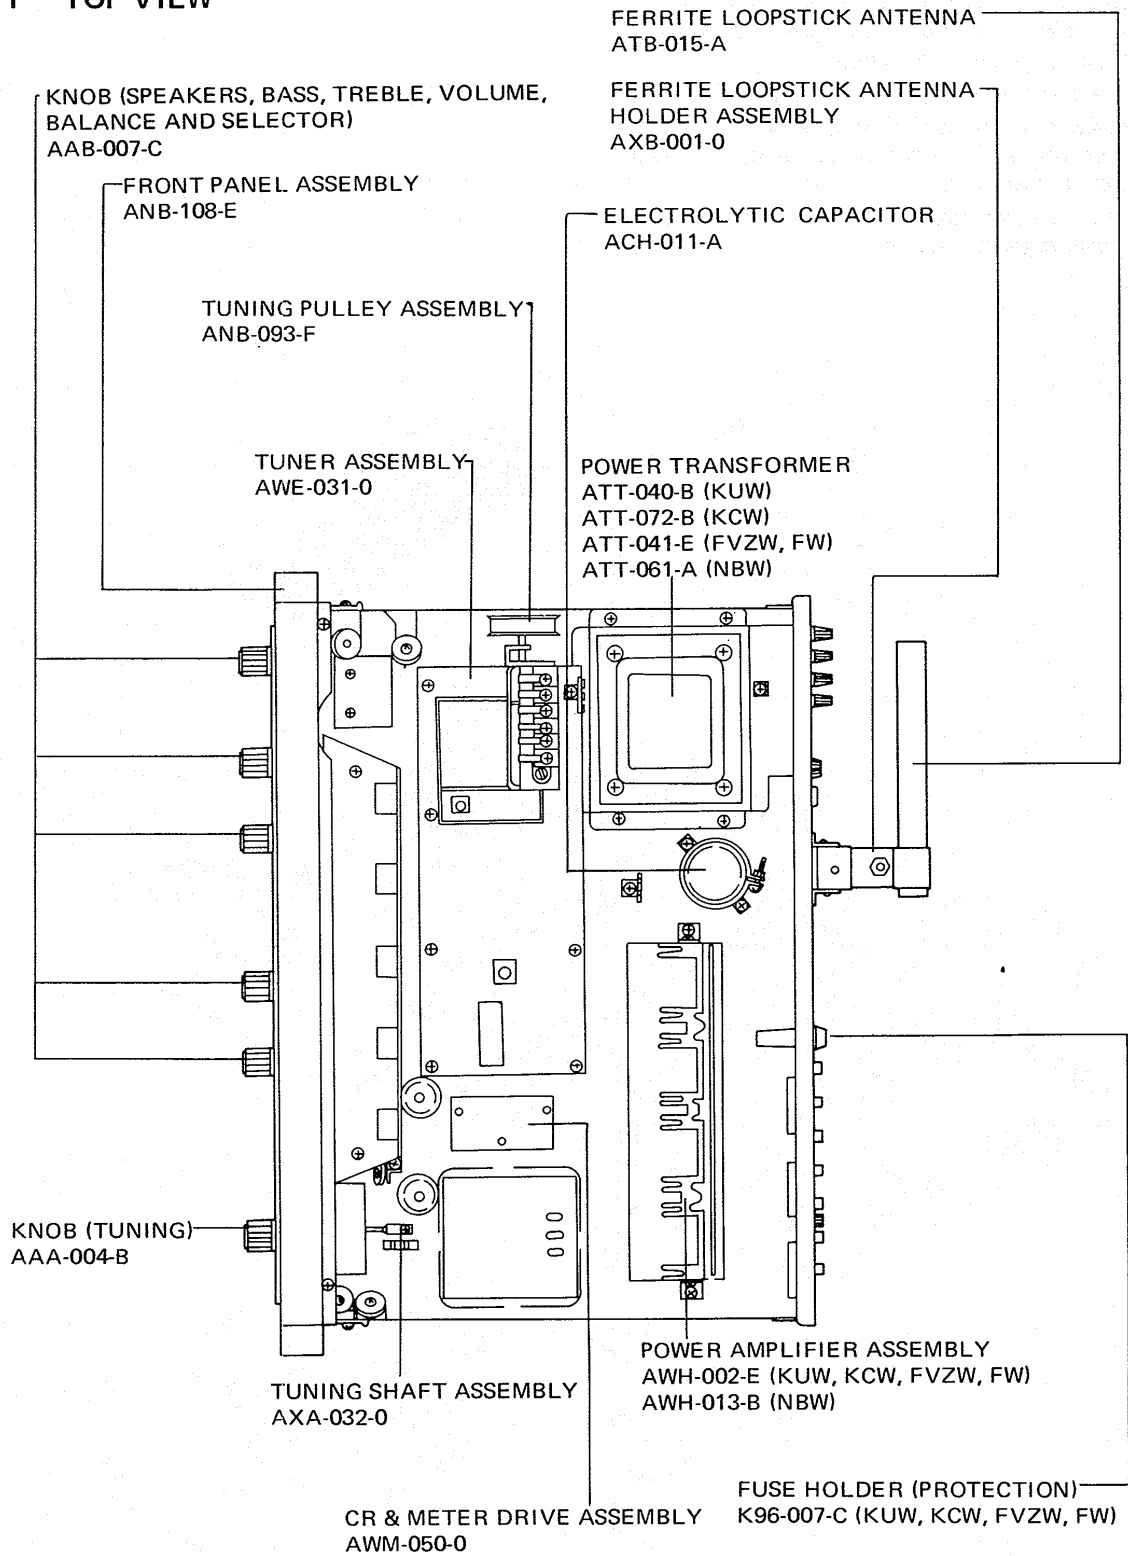 TOP VIEW
FERRITE LOOPSTICK ANTENNA
ATB-015-A
KNOB (SPEAKERS, BASS, TREBLE, VOLUME,
BALANCE AND SELECTOR)
AAB-007-C
FERRITE LOOPSTICK ANTENNA
HOLDER ASSEMBLY
AXB-001-0
FRONT PANEL ASSEMBLY
ANB-108-E
ELECTROLYTIC CAPACITOR
ACH-011-A
TUNING PULLEY ASSEMBLY
ANB-093-F
TUNER ASSEMBLY
AWE-031-0
POWER TRANSFORMER
ATT-040-B (KUW)
ATT-072-B (KCW)
ATT-041-E (FVZW, FW)
ATT-061-A (NBW)
KNOB (TUNING)
AAA-004-B
POWER AMPLIFIER ASSEMBLY
AWH-002-E (KUW, KCW, FVZW, FW)
AWH-013-B (NBW)
TUNING SHAFT ASSEMBLY
AXA-032-0
FUSE HOLDER (PROTECTION)
K96-007-C (KUW, KCW, FVZW, FW)
CR & METER DRIVE ASSEMBLY
AWM-050-0